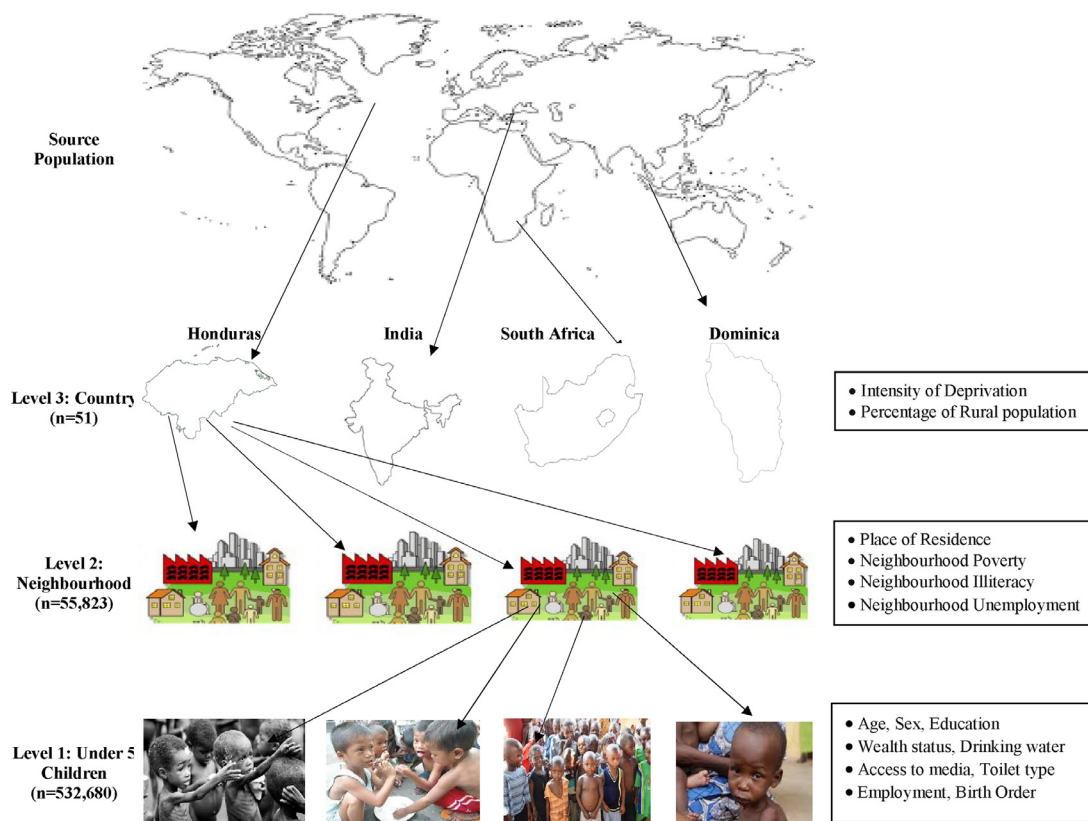 Source
Population
Honduras
India
South Africa
Dominica
Level 3: Country
(n=51)
• Intensity of Deprivation
• Percentage of Rural population
Level 2:
Neighbourhood
(n=55,823)
• Place of Residence
• Neighbourhood Poverty
• Neighbourhood Illiteracy
• Neighbourhood Unemployment
Level 1: Under 5
Children
(n=532,680)
• Age, Sex, Education
• Wealth status, Drinking water
• Access to media, Toilet type
• Employment, Birth Order